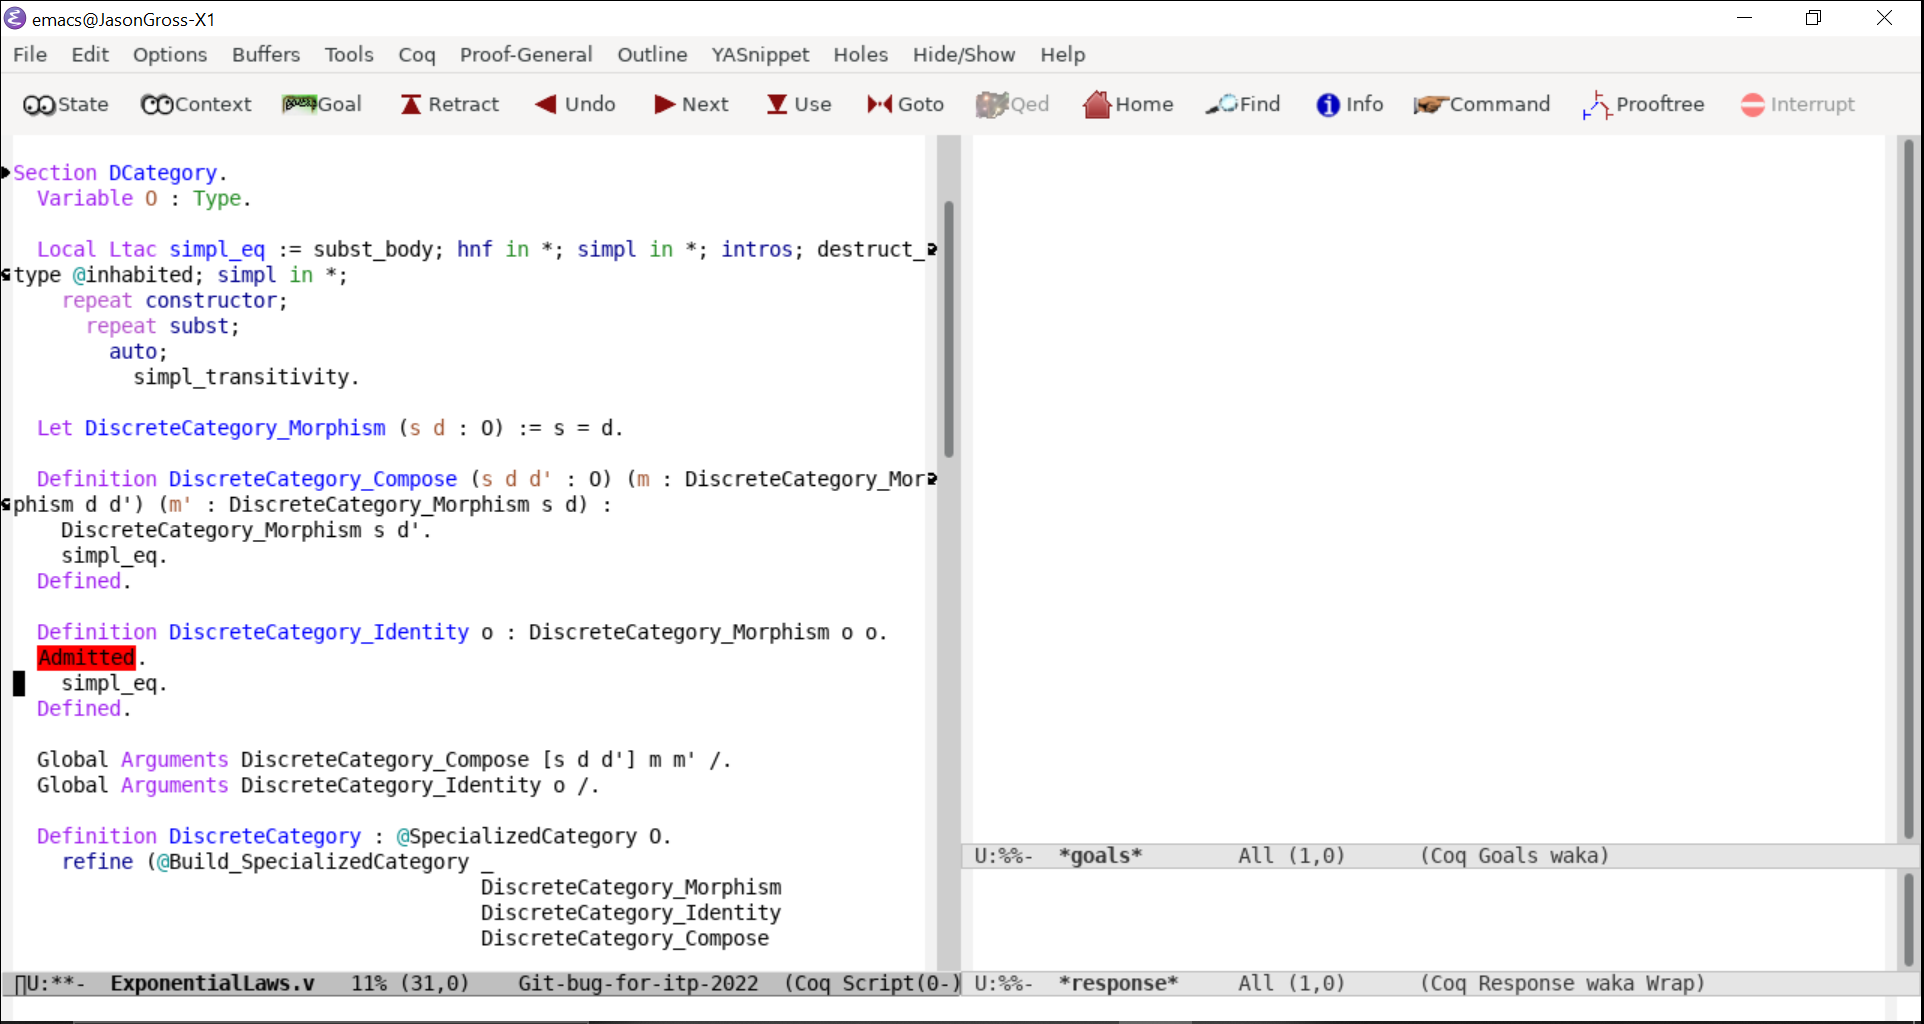 emacs@JasonGross-X1
File Edit Options Buffers Tools Coq Proof-General Outline YASnippet Holes Hide/Show Help
State Context Goal Retract Undo Next Use Goto Qed Home Find Info Command Prooftree Interrupt
Section DCategory.
Variable O : Type.
Local Ltac simpl_eq := subst_body; hnf in *; simpl in *; intros; destruct_
type @inhabited; simpl in *;
repeat constructor;
repeat subst;
auto;
simpl_transitivity.
Let DiscreteCategory_Morphism (s d : O) := s = d.
Definition DiscreteCategory_Compose (s d d' : O) (m : DiscreteCategory_Mor
phism d d') (m' : DiscreteCategory_Morphism s d) :
DiscreteCategory_Morphism s d'.
simpl_eq.
Defined.
Definition DiscreteCategory_Identity o : DiscreteCategory_Morphism o o.
Admitted.
simpl_eq.
Defined.
Global Arguments DiscreteCategory_Compose [s d d'] m m' /.
Global Arguments DiscreteCategory_Identity o /.
Definition DiscreteCategory : @SpecializedCategory O.
refine (@Build_SpecializedCategory _
DiscreteCategory_Morphism
DiscreteCategory_Identity
DiscreteCategory_Compose
U:**- ExponentialLaws.v 11% (31,0) Git-bug-for-itp-2022 (Coq Script(0-)
U:%%- *goals* All (1,0) (Coq Goals waka)
U:%%- *response* All (1,0) (Coq Response waka Wrap)